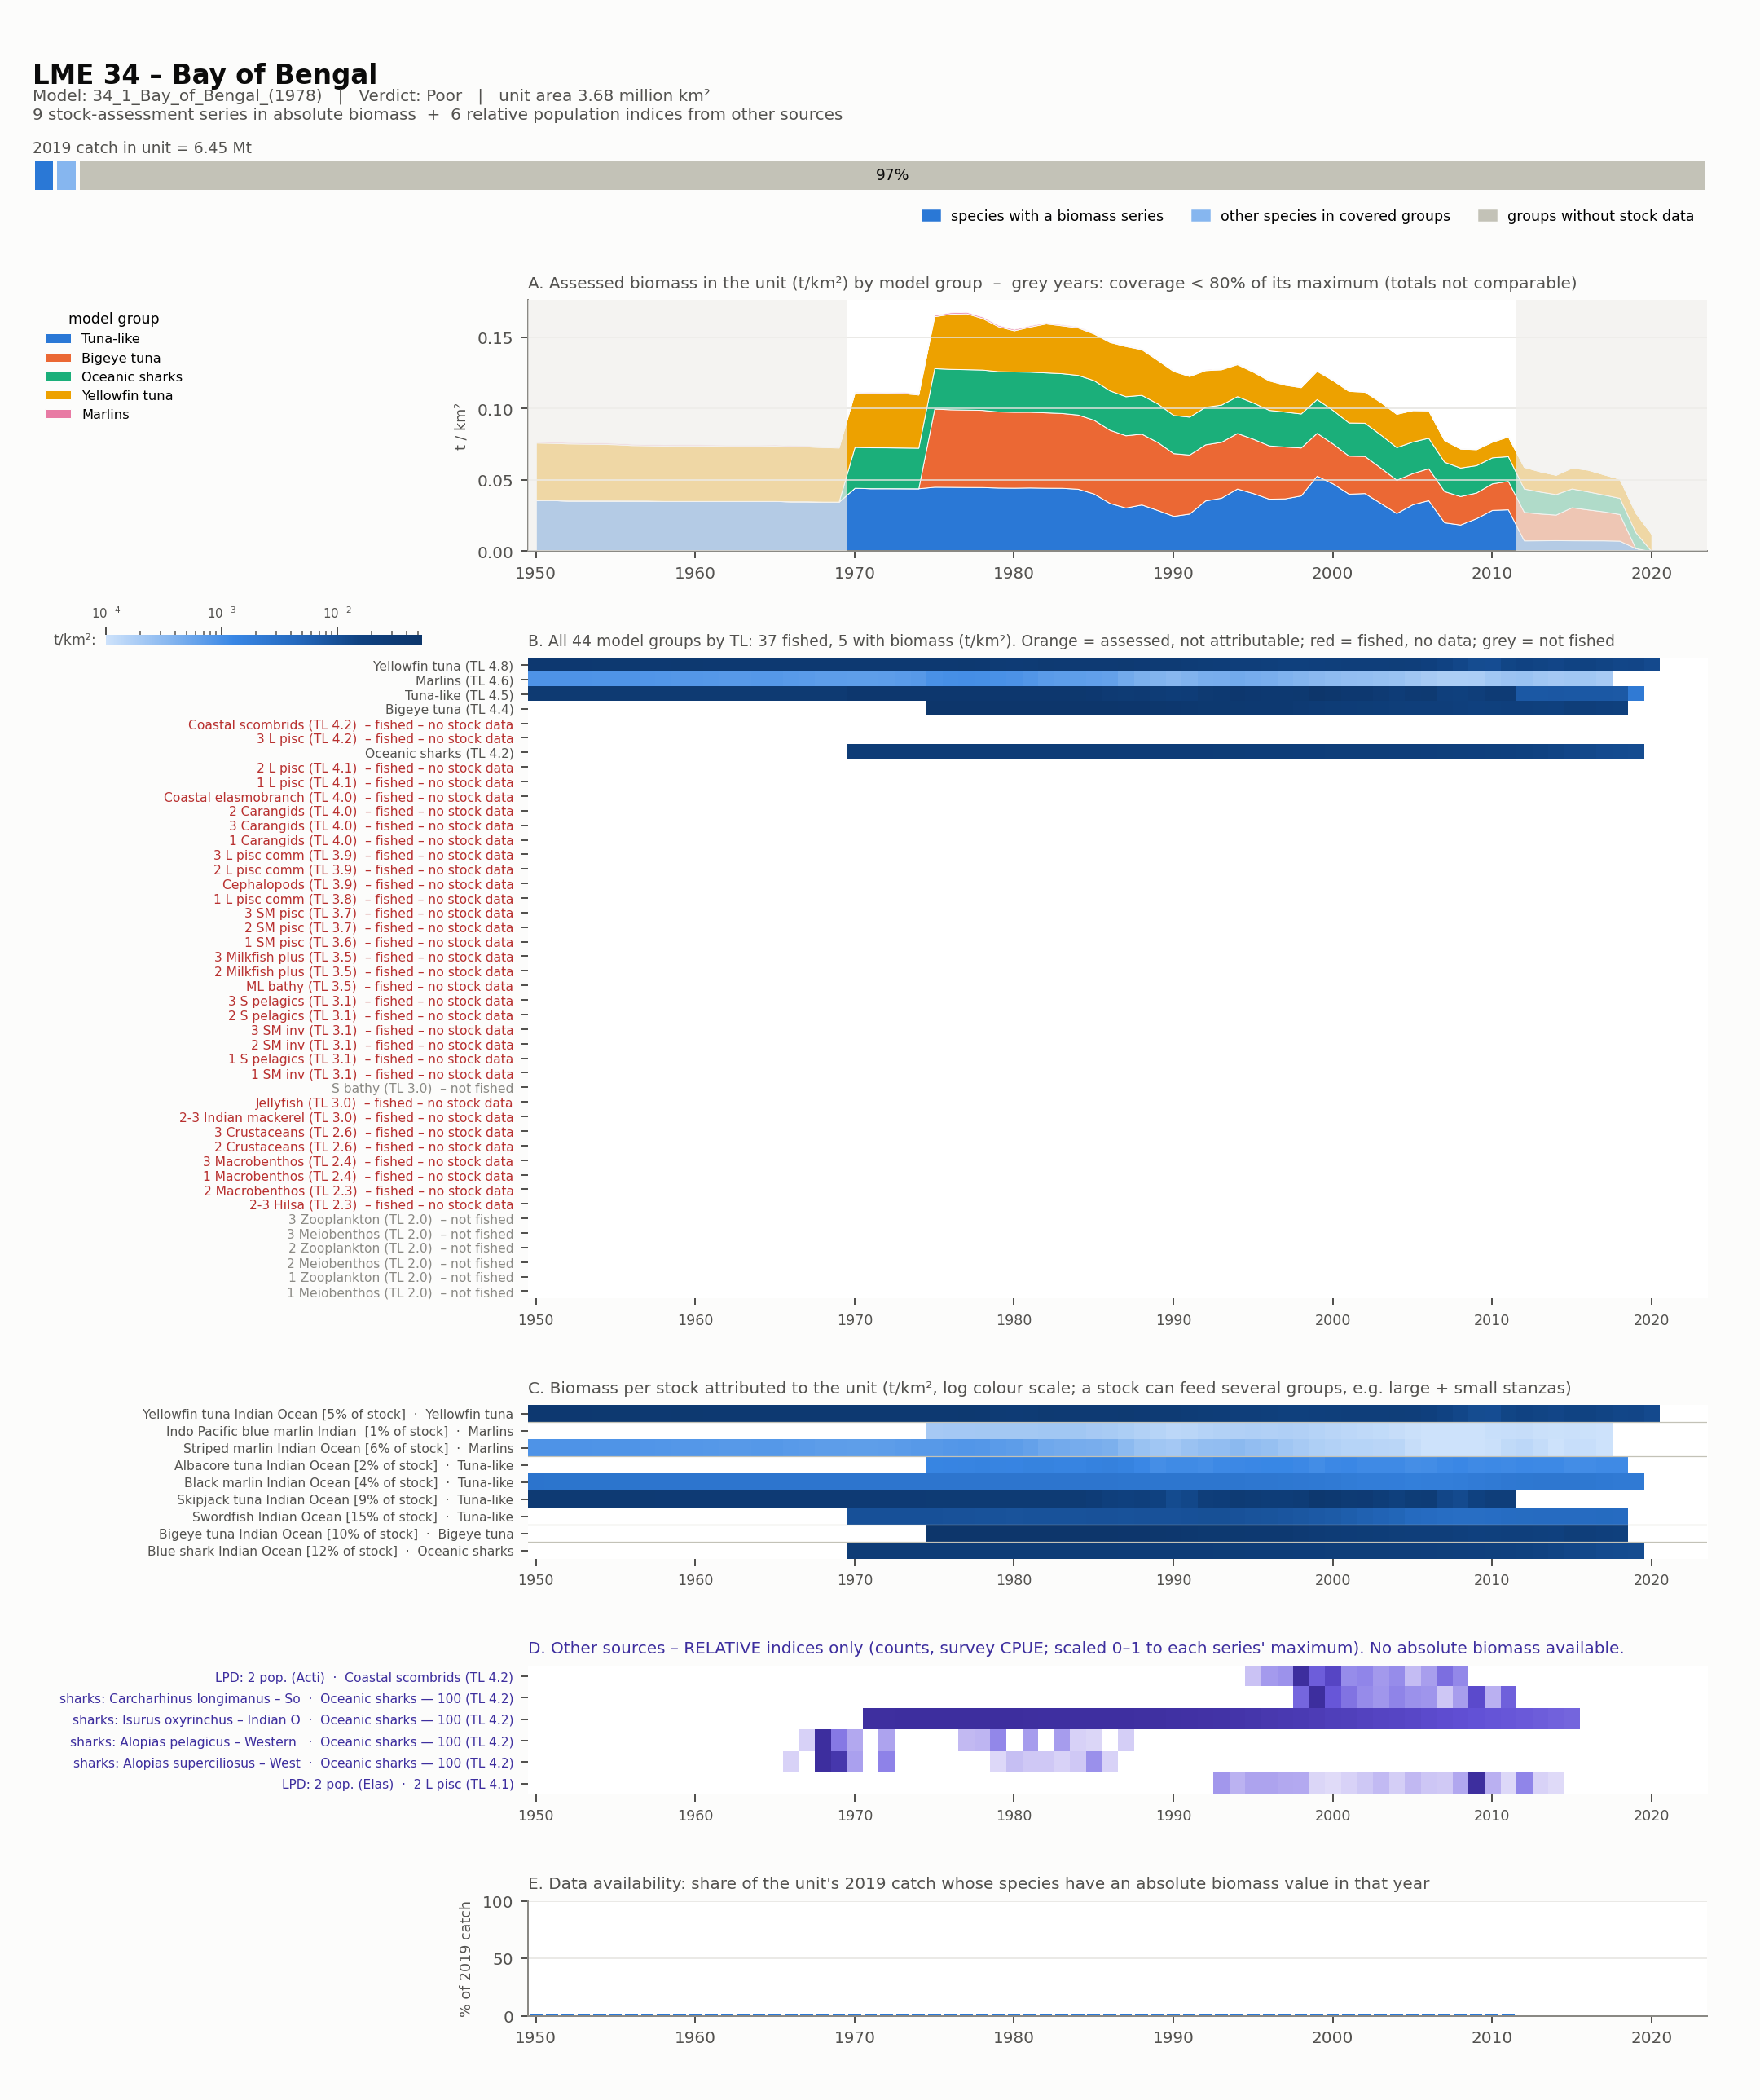 LME 34 – Bay of Bengal
Model: 34_1_Bay_of_Bengal_(1978) | Verdict: Poor | unit area 3.68 million km²
9 stock-assessment series in absolute biomass + 6 relative population indices from other sources
2019 catch in unit = 6.45 Mt
97%
species with a biomass series
other species in covered groups
groups without stock data
A. Assessed biomass in the unit (t/km²) by model group – grey years: coverage < 80% of its maximum (totals not comparable)
model group
Tuna-like
Bigeye tuna
Oceanic sharks
Yellowfin tuna
Marlins
t / km²
0.15
0.10
0.05
0.00
1950 1960 1970 1980 1990 2000 2010 2020
10⁻⁴ 10⁻³ 10⁻²
t/km²:
B. All 44 model groups by TL: 37 fished, 5 with biomass (t/km²). Orange = assessed, not attributable; red = fished, no data; grey = not fished
Yellowfin tuna (TL 4.8)
Marlins (TL 4.6)
Tuna-like (TL 4.5)
Bigeye tuna (TL 4.4)
Coastal scombrids (TL 4.2) – fished – no stock data
3 L pisc (TL 4.2) – fished – no stock data
Oceanic sharks (TL 4.2)
2 L pisc (TL 4.1) – fished – no stock data
1 L pisc (TL 4.1) – fished – no stock data
Coastal elasmobranch (TL 4.0) – fished – no stock data
2 Carangids (TL 4.0) – fished – no stock data
3 Carangids (TL 4.0) – fished – no stock data
1 Carangids (TL 4.0) – fished – no stock data
3 L pisc comm (TL 3.9) – fished – no stock data
2 L pisc comm (TL 3.9) – fished – no stock data
Cephalopods (TL 3.9) – fished – no stock data
1 L pisc comm (TL 3.8) – fished – no stock data
3 SM pisc (TL 3.7) – fished – no stock data
2 SM pisc (TL 3.7) – fished – no stock data
1 SM pisc (TL 3.6) – fished – no stock data
3 Milkfish plus (TL 3.5) – fished – no stock data
2 Milkfish plus (TL 3.5) – fished – no stock data
ML bathy (TL 3.5) – fished – no stock data
3 S pelagics (TL 3.1) – fished – no stock data
2 S pelagics (TL 3.1) – fished – no stock data
3 SM inv (TL 3.1) – fished – no stock data
2 SM inv (TL 3.1) – fished – no stock data
1 S pelagics (TL 3.1) – fished – no stock data
1 SM inv (TL 3.1) – fished – no stock data
S bathy (TL 3.0) – not fished
Jellyfish (TL 3.0) – fished – no stock data
2-3 Indian mackerel (TL 3.0) – fished – no stock data
3 Crustaceans (TL 2.6) – fished – no stock data
2 Crustaceans (TL 2.6) – fished – no stock data
3 Macrobenthos (TL 2.4) – fished – no stock data
1 Macrobenthos (TL 2.4) – fished – no stock data
2 Macrobenthos (TL 2.3) – fished – no stock data
2-3 Hilsa (TL 2.3) – fished – no stock data
3 Zooplankton (TL 2.0) – not fished
3 Meiobenthos (TL 2.0) – not fished
2 Zooplankton (TL 2.0) – not fished
2 Meiobenthos (TL 2.0) – not fished
1 Zooplankton (TL 2.0) – not fished
1 Meiobenthos (TL 2.0) – not fished
1950 1960 1970 1980 1990 2000 2010 2020
C. Biomass per stock attributed to the unit (t/km², log colour scale; a stock can feed several groups, e.g. large + small stanzas)
Yellowfin tuna Indian Ocean [5% of stock] · Yellowfin tuna
Indo Pacific blue marlin Indian [1% of stock] · Marlins
Striped marlin Indian Ocean [6% of stock] · Marlins
Albacore tuna Indian Ocean [2% of stock] · Tuna-like
Black marlin Indian Ocean [4% of stock] · Tuna-like
Skipjack tuna Indian Ocean [9% of stock] · Tuna-like
Swordfish Indian Ocean [15% of stock] · Tuna-like
Bigeye tuna Indian Ocean [10% of stock] · Bigeye tuna
Blue shark Indian Ocean [12% of stock] · Oceanic sharks
1950 1960 1970 1980 1990 2000 2010 2020
D. Other sources – RELATIVE indices only (counts, survey CPUE; scaled 0–1 to each series' maximum). No absolute biomass available.
LPD: 2 pop. (Acti) · Coastal scombrids (TL 4.2)
sharks: Carcharhinus longimanus – So · Oceanic sharks — 100 (TL 4.2)
sharks: Isurus oxyrinchus – Indian O · Oceanic sharks — 100 (TL 4.2)
sharks: Alopias pelagicus – Western · Oceanic sharks — 100 (TL 4.2)
sharks: Alopias superciliosus – West · Oceanic sharks — 100 (TL 4.2)
LPD: 2 pop. (Elas) · 2 L pisc (TL 4.1)
1950 1960 1970 1980 1990 2000 2010 2020
E. Data availability: share of the unit's 2019 catch whose species have an absolute biomass value in that year
% of 2019 catch
100
50
0
1950 1960 1970 1980 1990 2000 2010 2020